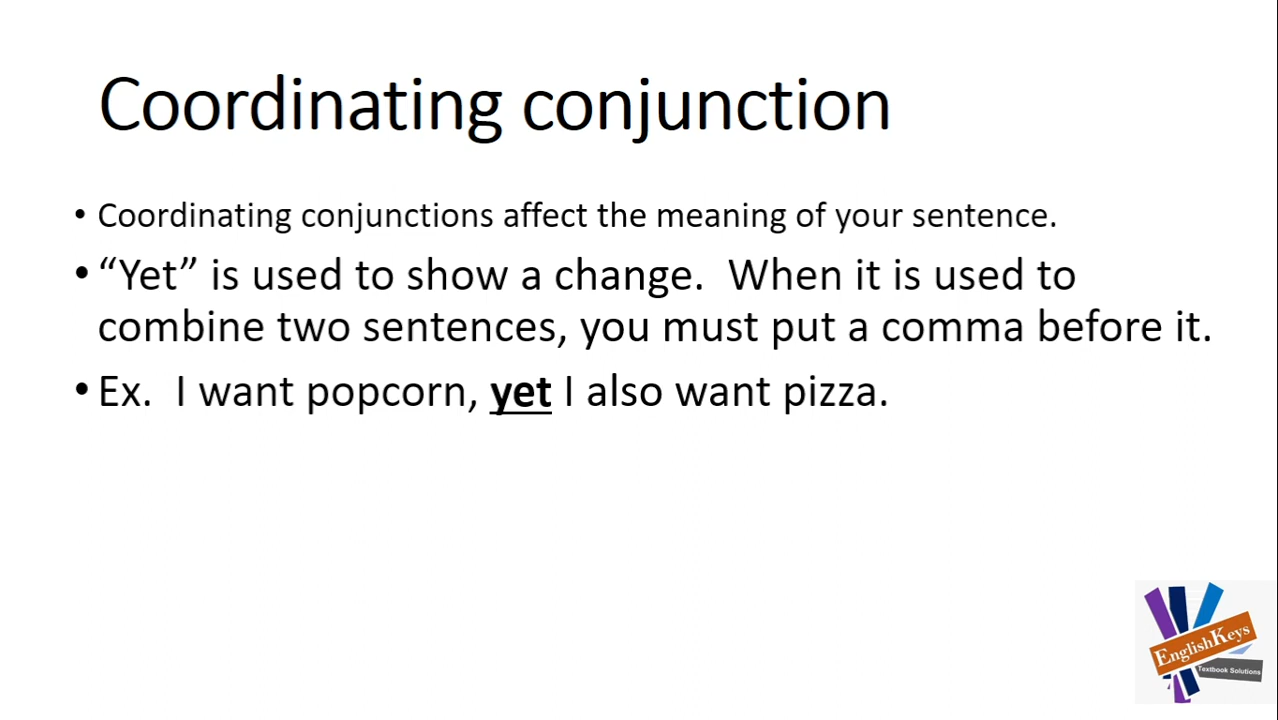 Coordinating conjunction
• Coordinating conjunctions affect the meaning of your sentence.
• “Yet” is used to show a change.  When it is used to
combine two sentences, you must put a comma before it.
• Ex.  I want popcorn, yet I also want pizza.
EnglishKeys
Textbook Solutions